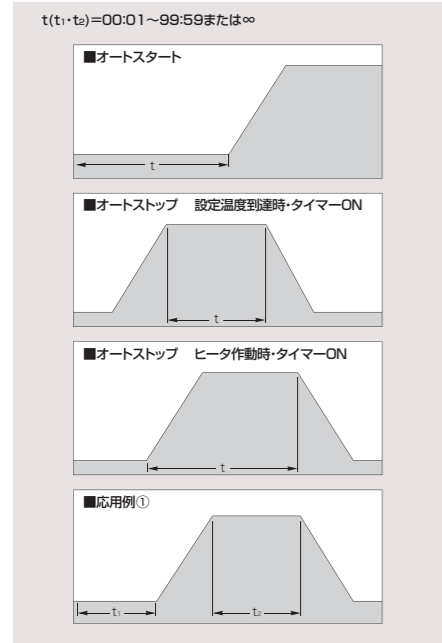 t(t₁・t₂)=00:01～99:59または∞
■オートスタート
t
■オートストップ　設定温度到達時・タイマーON
t
■オートストップ　ヒータ作動時・タイマーON
t
■応用例①
t₁
t₂